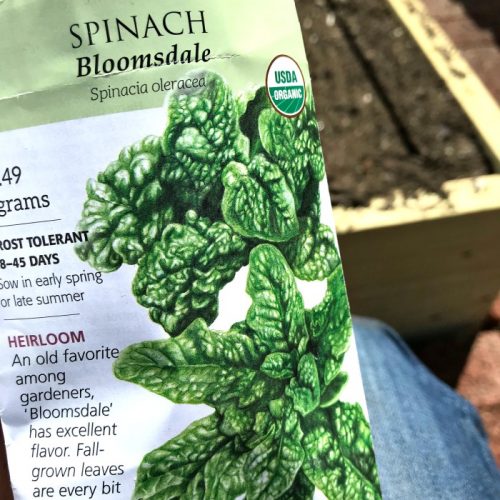 SPINACH
Bloomsdale
Spinacia oleracea
USDA
ORGANIC
.49
grams
ROST TOLERANT
8–45 DAYS
Sow in early spring
or late summer
HEIRLOOM
An old favorite
among
gardeners,
'Bloomsdale'
has excellent
flavor. Fall-
grown leaves
are every bit